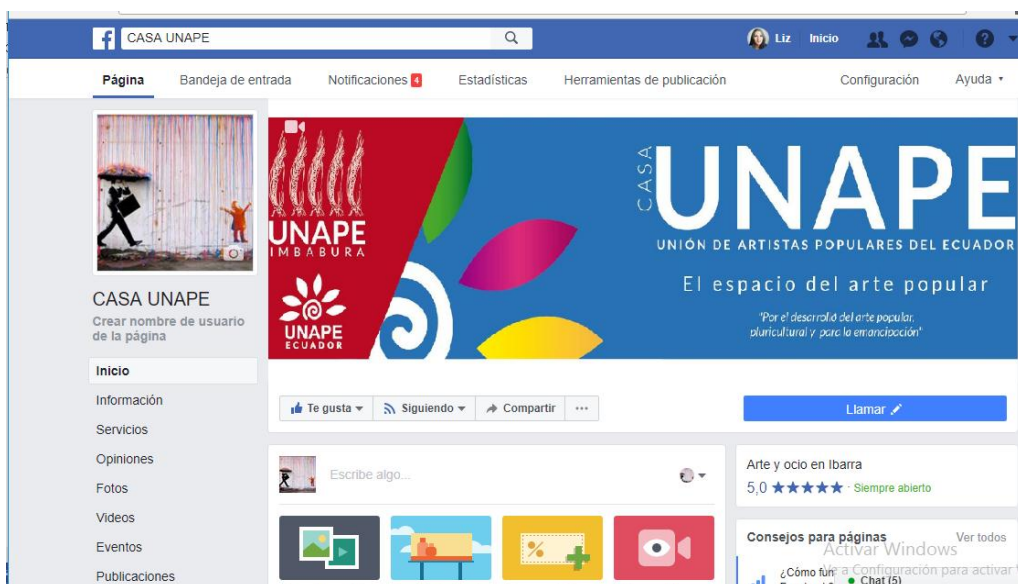 CASA UNAPE
Liz Inicio
Página Bandeja de entrada Notificaciones 4 Estadísticas Herramientas de publicación Configuración Ayuda
UNAPE
IMBABURA
UNAPE
ECUADOR
CASA
UNAPE
UNIÓN DE ARTISTAS POPULARES DEL ECUADOR
El espacio del arte popular
"Por el desarrollo del arte popular,
pluricultural y para la emancipación"
CASA UNAPE
Crear nombre de usuario
de la página
Inicio
Información
Servicios
Opiniones
Fotos
Videos
Eventos
Publicaciones
Te gusta Siguiendo Compartir ...
Llamar
Escribe algo...
Arte y ocio en Ibarra
5,0 ★★★★★ · Siempre abierto
Consejos para páginas Ver todos
¿Cómo fun
Activar Windows
Ve a Configuración para activar
Chat (5)